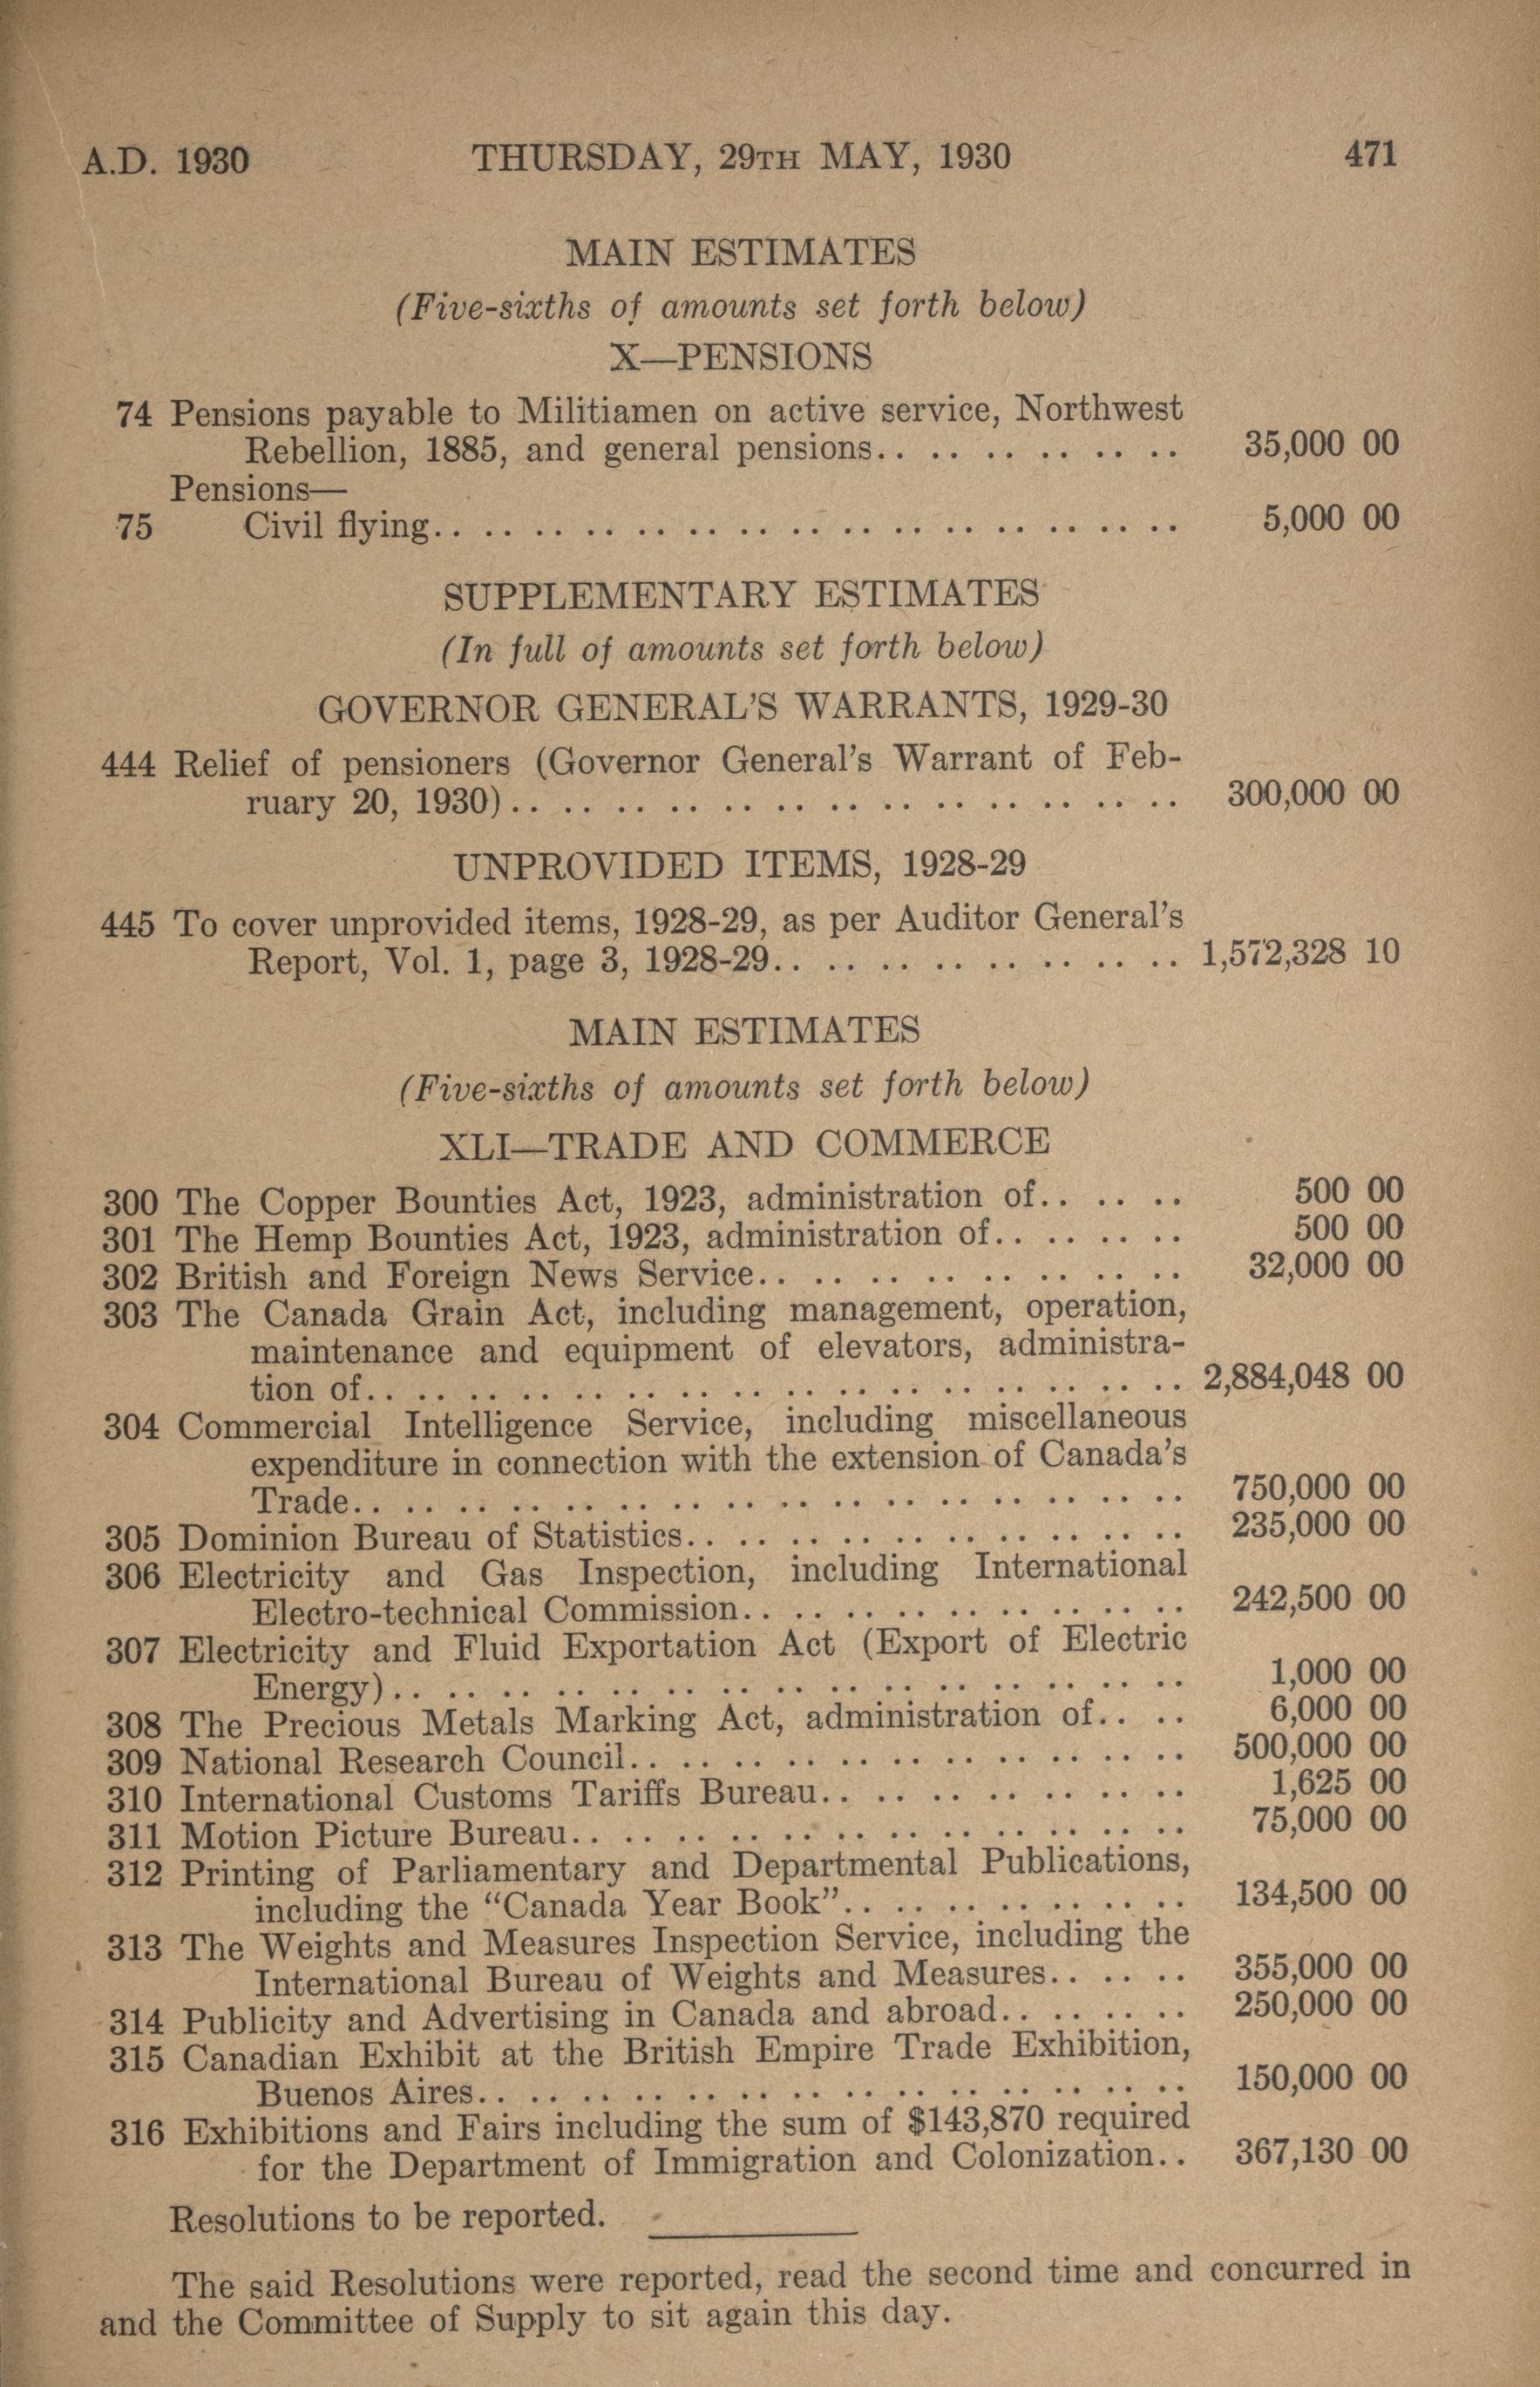 A.D. 1930 THURSDAY, 29TH MAY, 1930 471
MAIN ESTIMATES
(Five-sixths of amounts set forth below)
X—PENSIONS
74 Pensions payable to Militiamen on active service, Northwest
Rebellion, 1885, and general pensions.. .. .. .. .. .. .. 35,000 00
Pensions—
75 Civil flying.. .. .. .. .. .. .. .. .. .. .. .. .. .. .. 5,000 00
SUPPLEMENTARY ESTIMATES
(In full of amounts set forth below)
GOVERNOR GENERAL'S WARRANTS, 1929-30
444 Relief of pensioners (Governor General's Warrant of Feb-
ruary 20, 1930).. .. .. .. .. .. .. .. .. .. .. .. .. 300,000 00
UNPROVIDED ITEMS, 1928-29
445 To cover unprovided items, 1928-29, as per Auditor General's
Report, Vol. 1, page 3, 1928-29.. .. .. .. .. .. .. .. 1,572,328 10
MAIN ESTIMATES
(Five-sixths of amounts set forth below)
XLI—TRADE AND COMMERCE
300 The Copper Bounties Act, 1923, administration of.. .. .. 500 00
301 The Hemp Bounties Act, 1923, administration of.. .. .. .. 500 00
302 British and Foreign News Service.. .. .. .. .. .. .. .. 32,000 00
303 The Canada Grain Act, including management, operation,
maintenance and equipment of elevators, administra-
tion of.. .. .. .. .. .. .. .. .. .. .. .. .. .. .. .. 2,884,048 00
304 Commercial Intelligence Service, including miscellaneous
expenditure in connection with the extension of Canada's
Trade.. .. .. .. .. .. .. .. .. .. .. .. .. .. .. .. 750,000 00
305 Dominion Bureau of Statistics.. .. .. .. .. .. .. .. .. .. 235,000 00
306 Electricity and Gas Inspection, including International
Electro-technical Commission.. .. .. .. .. .. .. .. .. 242,500 00
307 Electricity and Fluid Exportation Act (Export of Electric
Energy).. .. .. .. .. .. .. .. .. .. .. .. .. .. .. 1,000 00
308 The Precious Metals Marking Act, administration of.. .. 6,000 00
309 National Research Council.. .. .. .. .. .. .. .. .. .. .. 500,000 00
310 International Customs Tariffs Bureau.. .. .. .. .. .. .. 1,625 00
311 Motion Picture Bureau.. .. .. .. .. .. .. .. .. .. .. .. 75,000 00
312 Printing of Parliamentary and Departmental Publications,
including the "Canada Year Book".. .. .. .. .. .. .. 134,500 00
313 The Weights and Measures Inspection Service, including the
International Bureau of Weights and Measures.. .. .. 355,000 00
314 Publicity and Advertising in Canada and abroad.. .. .. .. 250,000 00
315 Canadian Exhibit at the British Empire Trade Exhibition,
Buenos Aires.. .. .. .. .. .. .. .. .. .. .. .. .. .. 150,000 00
316 Exhibitions and Fairs including the sum of $143,870 required
for the Department of Immigration and Colonization.. 367,130 00
Resolutions to be reported.
The said Resolutions were reported, read the second time and concurred in
and the Committee of Supply to sit again this day.